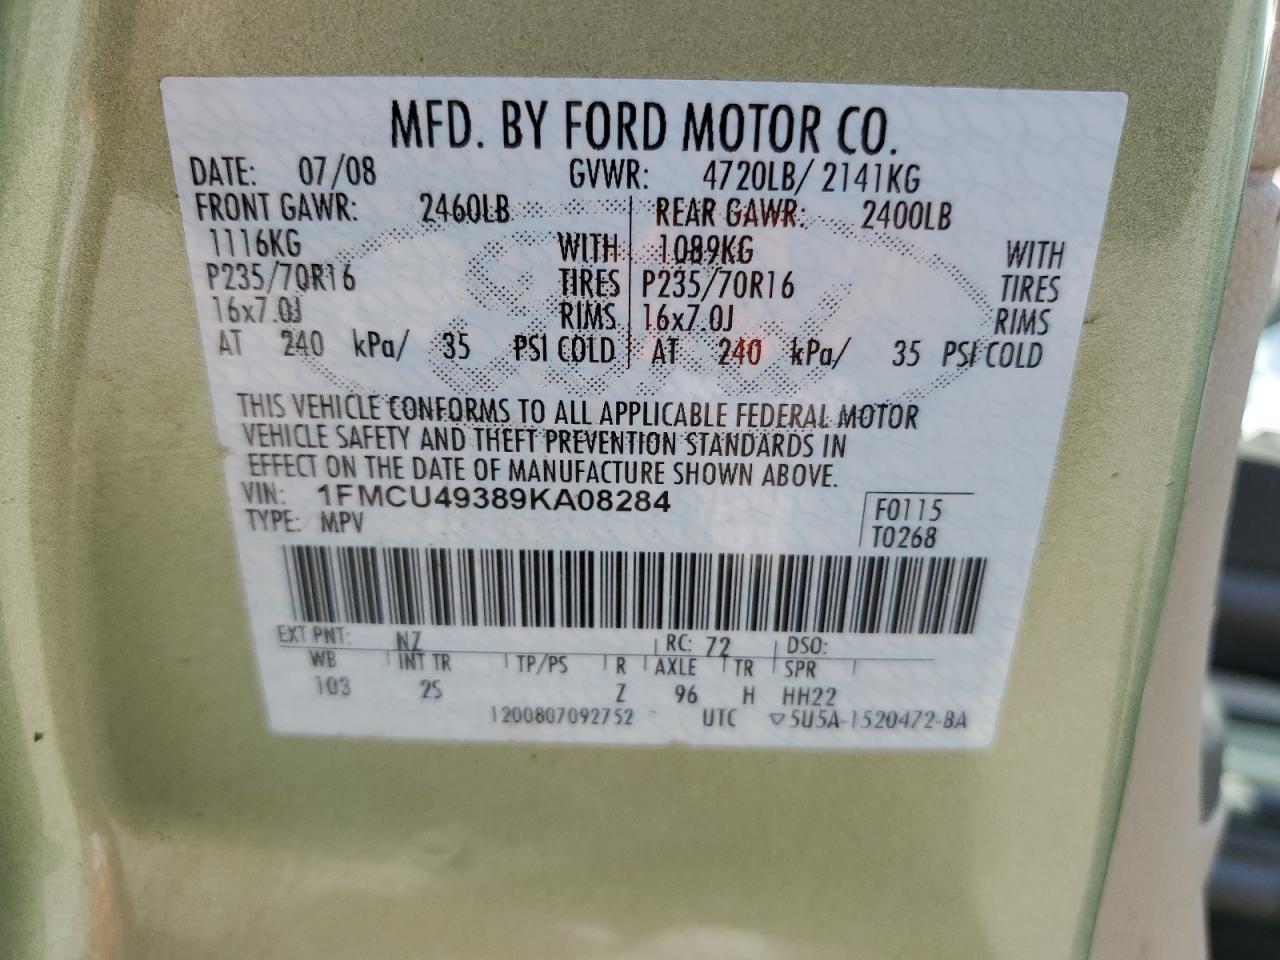 MFD. BY FORD MOTOR CO.
DATE: 07/08 GVWR: 4720LB/ 2141KG
FRONT GAWR: 2460LB REAR GAWR: 2400LB
1116KG WITH 1089KG WITH
P235/70R16 TIRES P235/70R16 TIRES
16x7.0J RIMS 16x7.0J RIMS
AT 240 kPa/ 35 PSI COLD AT 240 kPa/ 35 PSI COLD
THIS VEHICLE CONFORMS TO ALL APPLICABLE FEDERAL MOTOR
VEHICLE SAFETY AND THEFT PREVENTION STANDARDS IN
EFFECT ON THE DATE OF MANUFACTURE SHOWN ABOVE.
VIN: 1FMCU49389KA08284 F0115
TYPE: MPV T0268
EXT PNT: NZ RC: 72 DSO:
WB INT TR TP/PS R AXLE TR SPR
103 2S Z 96 H HH22
1200807092752 UTC ▽5U5A-1520472-BA